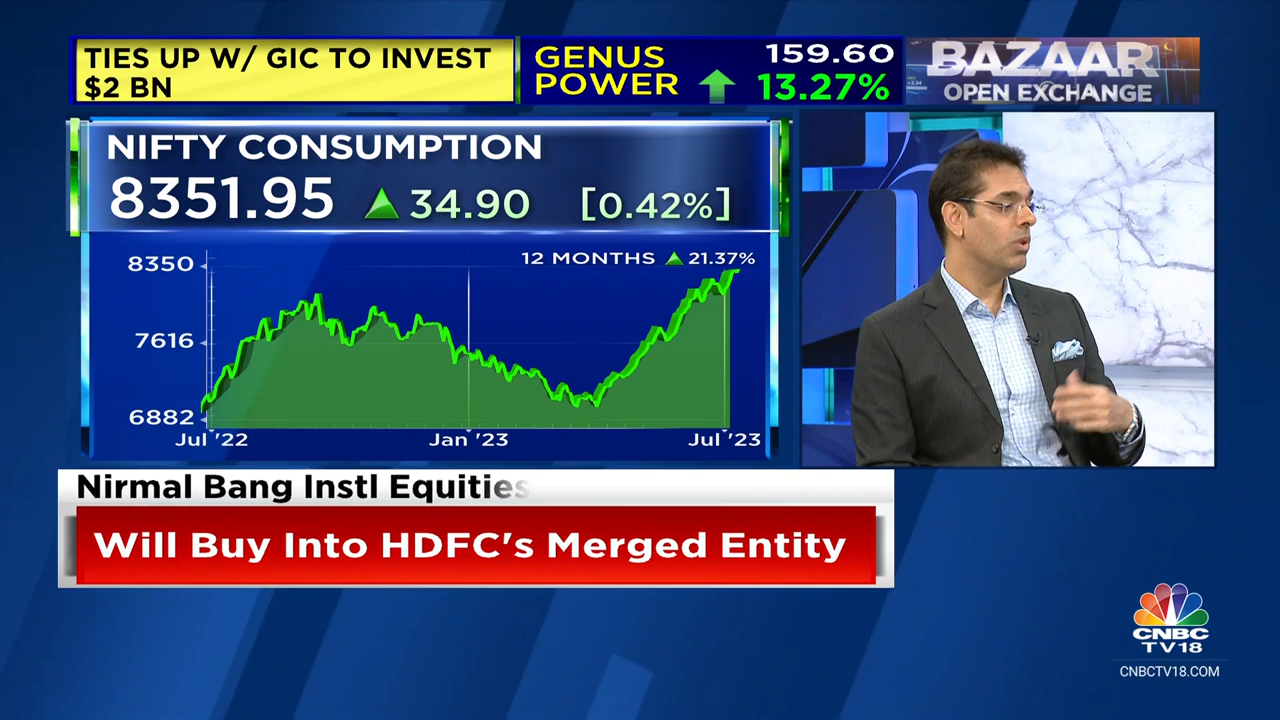 TIES UP W/ GIC TO INVEST
$2 BN
GENUS
POWER
159.60
13.27%
BAZAAR
OPEN EXCHANGE
NIFTY CONSUMPTION
8351.95 34.90 [0.42%]
12 MONTHS 21.37%
8350
7616
6882
Jul '22 Jan '23 Jul '23
Nirmal Bang Instl Equities
Will Buy Into HDFC's Merged Entity
CNBC
TV18
CNBCTV18.COM